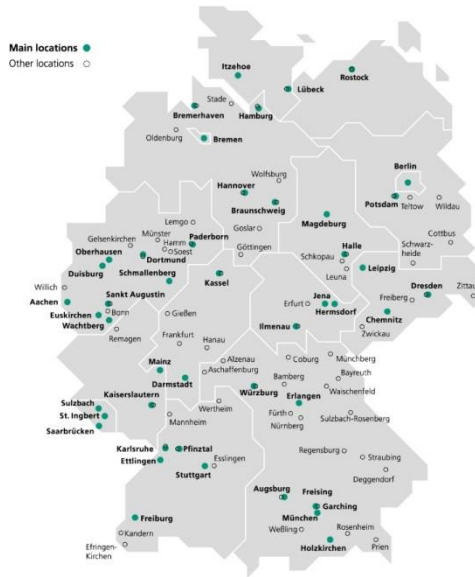 Main locations
Other locations
Itzehoe
Rostock
Lübeck
Stade
Hamburg
Bremerhaven
Oldenburg
Bremen
Berlin
Wolfsburg
Hannover
Potsdam
Teltow
Wildau
Braunschweig
Magdeburg
Lemgo
Goslar
Cottbus
Münster
Paderborn
Gelsenkirchen
Hamm
Soest
Göttingen
Halle
Schwarz-
heide
Oberhausen
Dortmund
Schkopau
Leipzig
Duisburg
Schmallenberg
Kassel
Leuna
Zittau
Willich
Dresden
Aachen
Sankt Augustin
Jena
Freiberg
Euskirchen
Bonn
Gießen
Erfurt
Hermsdorf
Chemnitz
Wachtberg
Remagen
Ilmenau
Zwickau
Frankfurt
Hanau
Mainz
Alzenau
Coburg
Münchberg
Aschaffenburg
Bamberg
Bayreuth
Darmstadt
Würzburg
Waischenfeld
Sulzbach
Kaiserslautern
Wertheim
Erlangen
St. Ingbert
Mannheim
Fürth
Sulzbach-Rosenberg
Saarbrücken
Nürnberg
Karlsruhe
Pfinztal
Regensburg
Straubing
Ettlingen
Esslingen
Stuttgart
Deggendorf
Augsburg
Freising
Garching
Freiburg
München
Kandern
Weßling
Rosenheim
Efringen-
Kirchen
Holzkirchen
Prien